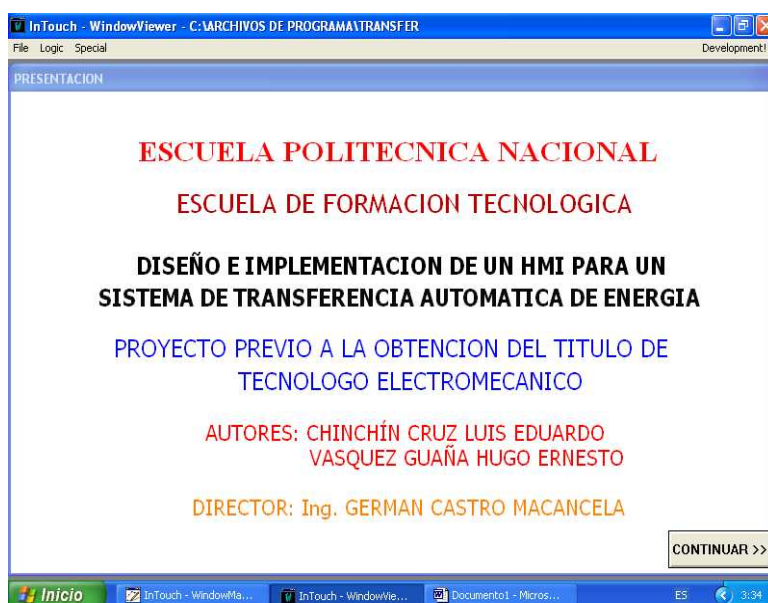 InTouch - WindowViewer - C:\ARCHIVOS DE PROGRAMA\TRANSFER
File Logic Special Development!
PRESENTACION
ESCUELA POLITECNICA NACIONAL
ESCUELA DE FORMACION TECNOLOGICA
DISEÑO E IMPLEMENTACION DE UN HMI PARA UN
SISTEMA DE TRANSFERENCIA AUTOMATICA DE ENERGIA
PROYECTO PREVIO A LA OBTENCION DEL TITULO DE
TECNOLOGO ELECTROMECANICO
AUTORES: CHINCHÍN CRUZ LUIS EDUARDO
VASQUEZ GUAÑA HUGO ERNESTO
DIRECTOR: Ing. GERMAN CASTRO MACANCELA
CONTINUAR >>
Inicio InTouch - WindowMa... InTouch - WindowVie... Documento1 - Micros... ES 3:34